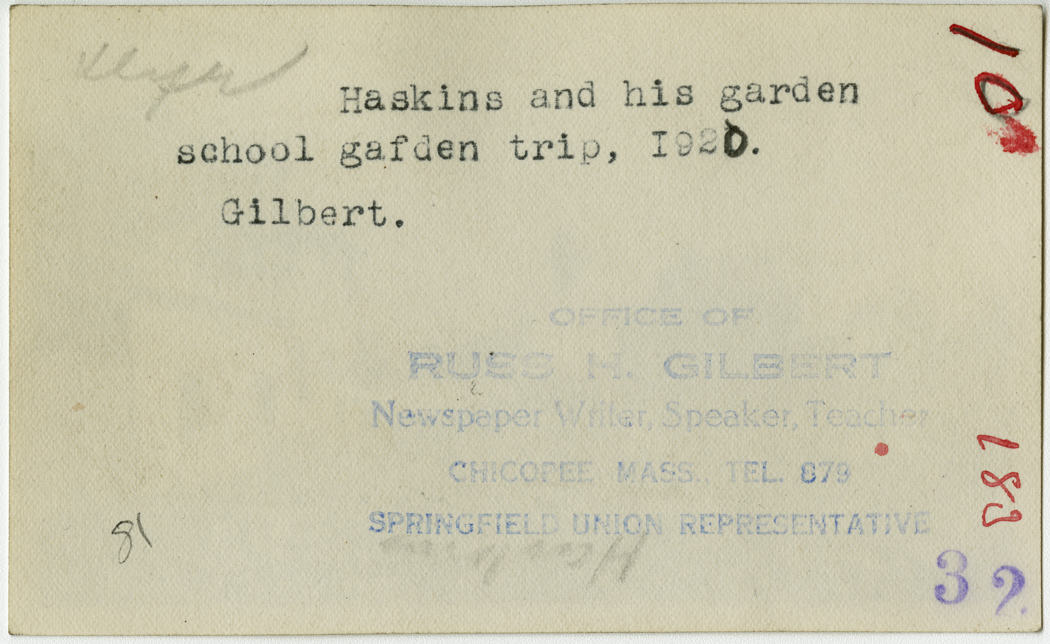 Haskins and his garden
school gafden trip, I920.
Gilbert.
OFFICE OF
RUSS H. GILBERT
Newspaper Writer, Speaker, Teacher
CHICOPEE MASS., TEL. 879
SPRINGFIELD UNION REPRESENTATIVE
81
32